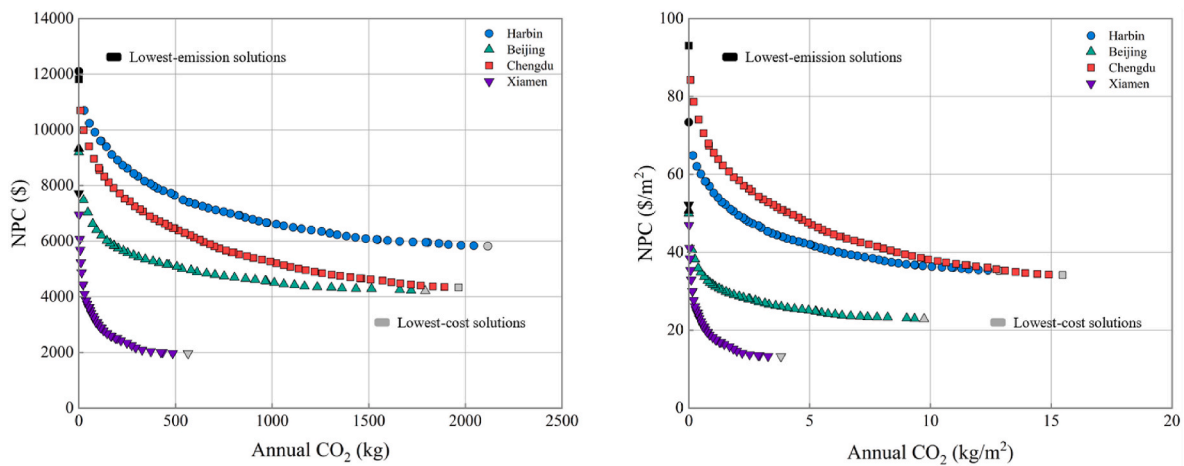 14000
12000
10000
8000
6000
4000
2000
0
NPC ($)
Lowest-emission solutions
Harbin
Beijing
Chengdu
Xiamen
Lowest-cost solutions
0 500 1000 1500 2000 2500
Annual CO₂ (kg)
100
80
60
40
20
0
NPC ($/m²)
Lowest-emission solutions
Harbin
Beijing
Chengdu
Xiamen
Lowest-cost solutions
0 5 10 15 20
Annual CO₂ (kg/m²)